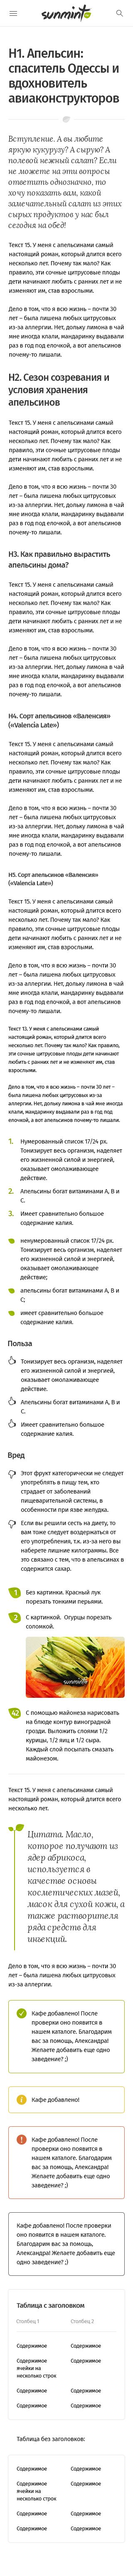 sunmint
H1. Апельсин:
спаситель Одессы и
вдохновитель
авиаконструкторов
Вступление. А вы любите
яркую кукурузу? А спаржу? А
свежий нежный салат? Если
не можете на эти вопросы
ответить однозначно, то
хочу показать вам, какой
замечательный салат из этих
сырых продуктов у нас был
сегодня на обед!
Текст 15. У меня с апельсинами самый
настоящий роман, который длится всего
несколько лет. Почему так мало? Как
правило, эти сочные цитрусовые плоды
дети начинают любить с ранних лет и не
изменяют им, став взрослыми.
Дело в том, что я всю жизнь – почти 30
лет – была лишена любых цитрусовых
из-за аллергии. Нет, дольку лимона в чай
мне иногда клали, мандаринку выдавали
раз в год под елочкой, а вот апельсинов
почему-то лишали.
H2. Сезон созревания и
условия хранения
апельсинов
Текст 15. У меня с апельсинами самый
настоящий роман, который длится всего
несколько лет. Почему так мало? Как
правило, эти сочные цитрусовые плоды
дети начинают любить с ранних лет и не
изменяют им, став взрослыми.
Дело в том, что я всю жизнь – почти 30
лет – была лишена любых цитрусовых
из-за аллергии. Нет, дольку лимона в чай
мне иногда клали, мандаринку выдавали
раз в год под елочкой, а вот апельсинов
почему-то лишали.
H3. Как правильно вырастить
апельсины дома?
Текст 15. У меня с апельсинами самый
настоящий роман, который длится всего
несколько лет. Почему так мало? Как
правило, эти сочные цитрусовые плоды
дети начинают любить с ранних лет и не
изменяют им, став взрослыми.
Дело в том, что я всю жизнь – почти 30
лет – была лишена любых цитрусовых
из-за аллергии. Нет, дольку лимона в чай
мне иногда клали, мандаринку выдавали
раз в год под елочкой, а вот апельсинов
почему-то лишали.
H4. Сорт апельсинов «Валенсия»
(«Valencia Late»)
Текст 15. У меня с апельсинами самый
настоящий роман, который длится всего
несколько лет. Почему так мало? Как
правило, эти сочные цитрусовые плоды
дети начинают любить с ранних лет и не
изменяют им, став взрослыми.
Дело в том, что я всю жизнь – почти 30
лет – была лишена любых цитрусовых
из-за аллергии. Нет, дольку лимона в чай
мне иногда клали, мандаринку выдавали
раз в год под елочкой, а вот апельсинов
почему-то лишали.
H5. Сорт апельсинов «Валенсия»
(«Valencia Late»)
Текст 15. У меня с апельсинами самый
настоящий роман, который длится всего
несколько лет. Почему так мало? Как
правило, эти сочные цитрусовые плоды
дети начинают любить с ранних лет и не
изменяют им, став взрослыми.
Дело в том, что я всю жизнь – почти 30
лет – была лишена любых цитрусовых
из-за аллергии. Нет, дольку лимона в чай
мне иногда клали, мандаринку выдавали
раз в год под елочкой, а вот апельсинов
почему-то лишали.
Текст 13. У меня с апельсинами самый
настоящий роман, который длится всего
несколько лет. Почему так мало? Как правило,
эти сочные цитрусовые плоды дети начинают
любить с ранних лет и не изменяют им, став
взрослыми.
Дело в том, что я всю жизнь – почти 30 лет –
была лишена любых цитрусовых из-за
аллергии. Нет, дольку лимона в чай мне иногда
клали, мандаринку выдавали раз в год под
елочкой, а вот апельсинов почему-то лишали.
1. Нумерованный список 17/24 px.
Тонизирует весь организм, наделяет
его жизненной силой и энергией,
оказывает омолаживающее
действие.
2. Апельсины богат витаминами А, В и
С.
3. Имеет сравнительно большое
содержание калия.
ненумерованный список 17/24 px.
Тонизирует весь организм, наделяет
его жизненной силой и энергией,
оказывает омолаживающее
действие;
апельсины богат витаминами А, В и
С;
имеет сравнительно большое
содержание калия.
Польза
Тонизирует весь организм, наделяет
его жизненной силой и энергией,
оказывает омолаживающее
действие.
Апельсины богат витаминами А, В и
С.
Имеет сравнительно большое
содержание калия.
Вред
Этот фрукт категорически не следует
употреблять в пищу тем, кто
страдает от заболеваний
пищеварительной системы, в
особенности при язве желудка.
Если вы решили сесть на диету, то
вам тоже следует воздержаться от
его употребления, т.к. из-за него вы
наберете лишние килограммы. Все
это связано с тем, что в апельсинах в
содержится сахар.
1 Без картинки. Красный лук
порезать тонкими перьями.
2 С картинкой. Огурцы порезать
соломкой.
sunmint
42 С помощью майонеза нарисовать
на блюде контур виноградной
грозди. Выложить слоями 1/2
курицы, 1/2 яиц и 1/2 сыра.
Каждый слой посыпать смазать
майонезом.
Текст 15. У меня с апельсинами самый
настоящий роман, который длится всего
несколько лет.
Цитата. Масло,
которое получают из
ядер абрикоса,
используется в
качестве основы
косметических мазей,
масок для сухой кожи, а
также растворителя
ряда средств для
инъекций.
Дело в том, что я всю жизнь – почти 30
лет – была лишена любых цитрусовых
из-за аллергии.
Кафе добавлено! После
проверки оно появится в
нашем каталоге. Благодарим
вас за помощь, Александра!
Желаете добавить еще одно
заведение? ;)
Кафе добавлено!
Кафе добавлено! После
проверки оно появится в
нашем каталоге. Благодарим
вас за помощь, Александра!
Желаете добавить еще одно
заведение? ;)
Кафе добавлено! После проверки
оно появится в нашем каталоге.
Благодарим вас за помощь,
Александра! Желаете добавить еще
одно заведение? ;)
Таблица с заголовком
Столбец 1 Столбец 2
Содержимое Содержимое
Содержимое Содержимое
ячейки на
несколько строк
Содержимое Содержимое
Содержимое Содержимое
Таблица без заголовков:
Содержимое Содержимое
Содержимое Содержимое
ячейки на
несколько строк
Содержимое Содержимое
Содержимое Содержимое